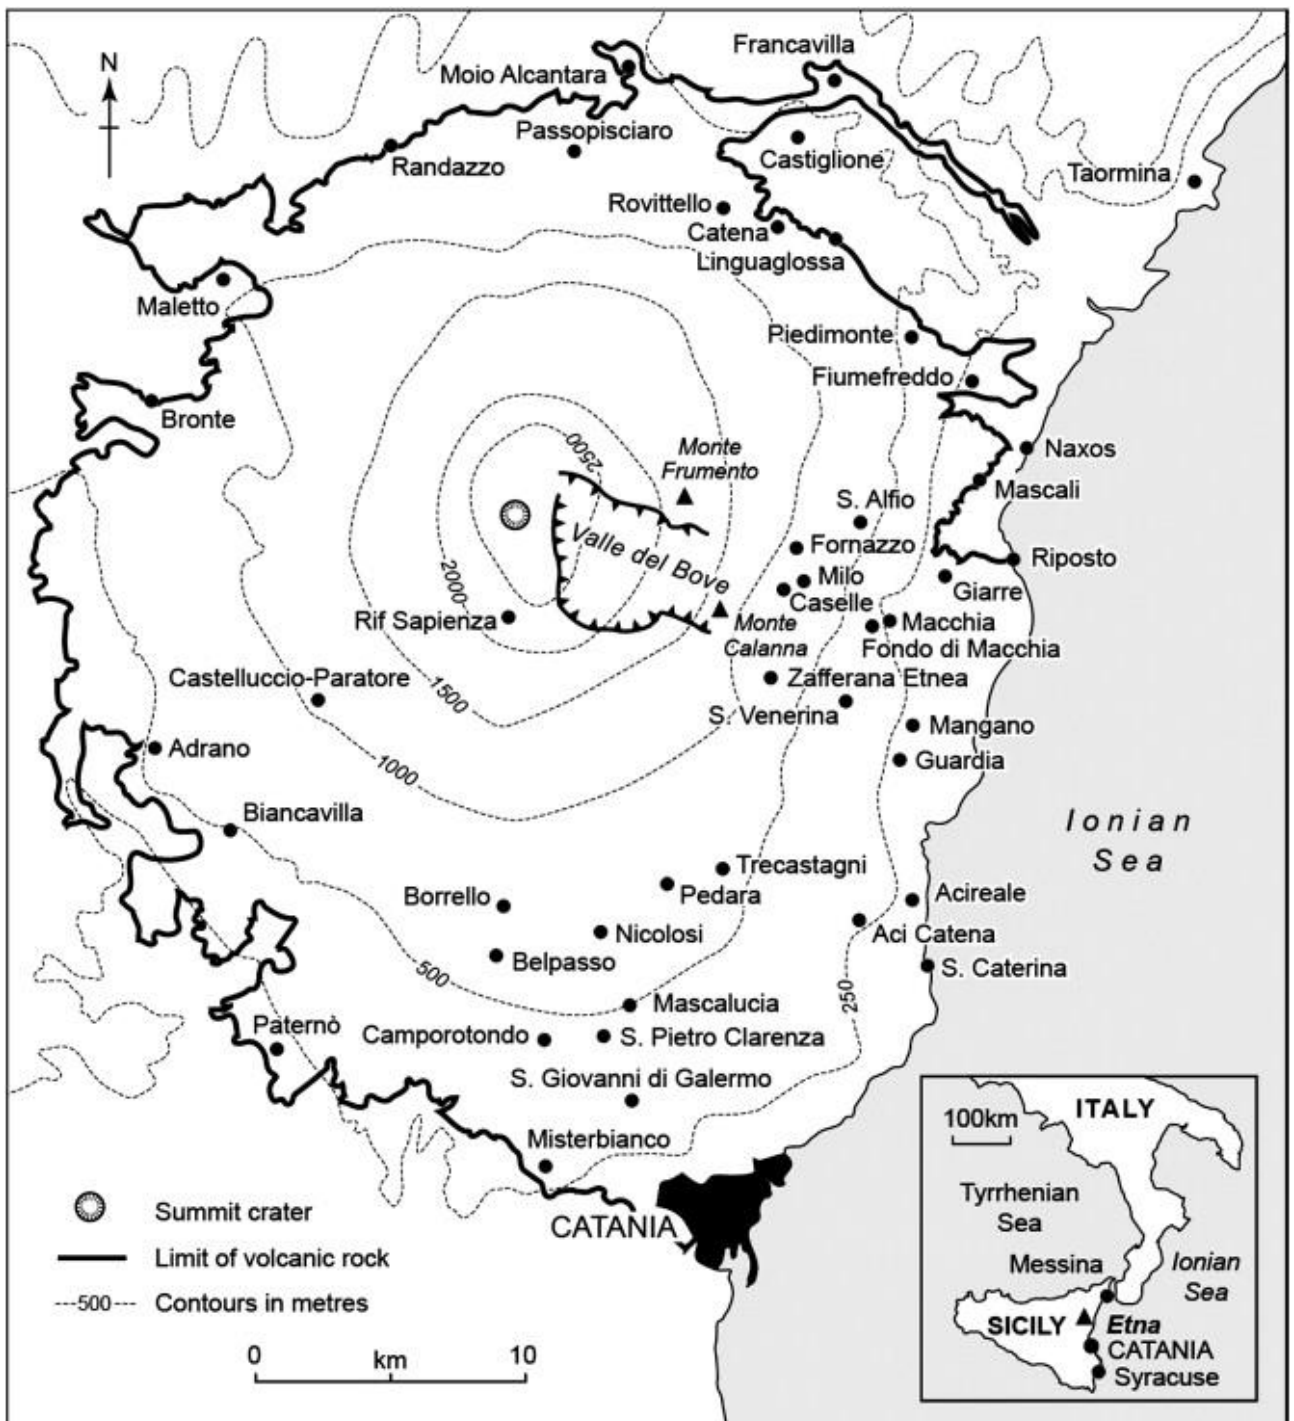 N
Francavilla
Moio Alcantara
Passopisciaro
Castiglione
Randazzo
Taormina
Rovittello
Catena
Linguaglossa
Maletto
Piedimonte
Fiumefreddo
Bronte
2500
Monte
Frumento
Naxos
Mascali
S. Alfio
Fornazzo
Valle del Bove
Riposto
Milo
Caselle
Giarre
2000
Rif Sapienza
Monte
Calanna
Macchia
Fondo di Macchia
Castelluccio-Paratore
Zafferana Etnea
1500
S. Venerina
Mangano
Adrano
Guardia
1000
Biancavilla
Ionian
Sea
Trecastagni
Pedara
Borrello
Acireale
Nicolosi
Aci Catena
Belpasso
S. Caterina
500
250
Mascalucia
Paternò
Camporotondo
S. Pietro Clarenza
S. Giovanni di Galermo
Misterbianco
CATANIA
Summit crater
Limit of volcanic rock
500
Contours in metres
0
10
km
ITALY
100km
Tyrrhenian
Sea
Messina
Ionian
Sea
SICILY
Etna
CATANIA
Syracuse